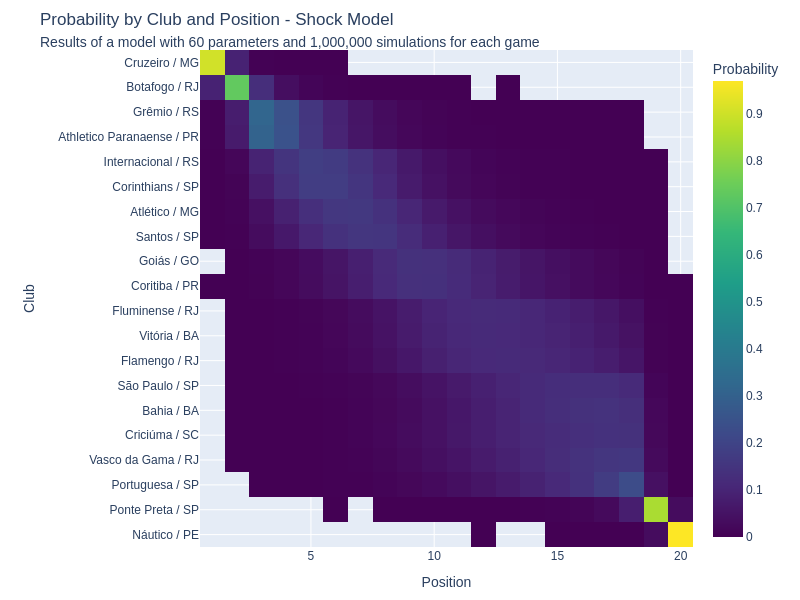 Probability by Club and Position - Shock Model
Results of a model with 60 parameters and 1,000,000 simulations for each game
Probability
Club
Cruzeiro / MG
Botafogo / RJ
Grêmio / RS
Athletico Paranaense / PR
Internacional / RS
Corinthians / SP
Atlético / MG
Santos / SP
Goiás / GO
Coritiba / PR
Fluminense / RJ
Vitória / BA
Flamengo / RJ
São Paulo / SP
Bahia / BA
Criciúma / SC
Vasco da Gama / RJ
Portuguesa / SP
Ponte Preta / SP
Náutico / PE
5
10
15
20
Position
0.9
0.8
0.7
0.6
0.5
0.4
0.3
0.2
0.1
0